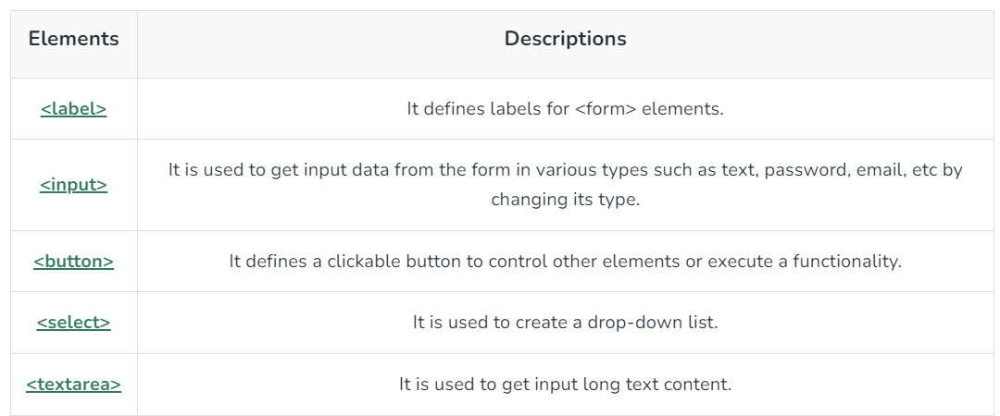 Elements Descriptions
<label> It defines labels for <form> elements.
<input> It is used to get input data from the form in various types such as text, password, email, etc by
changing its type.
<button> It defines a clickable button to control other elements or execute a functionality.
<select> It is used to create a drop-down list.
<textarea> It is used to get input long text content.